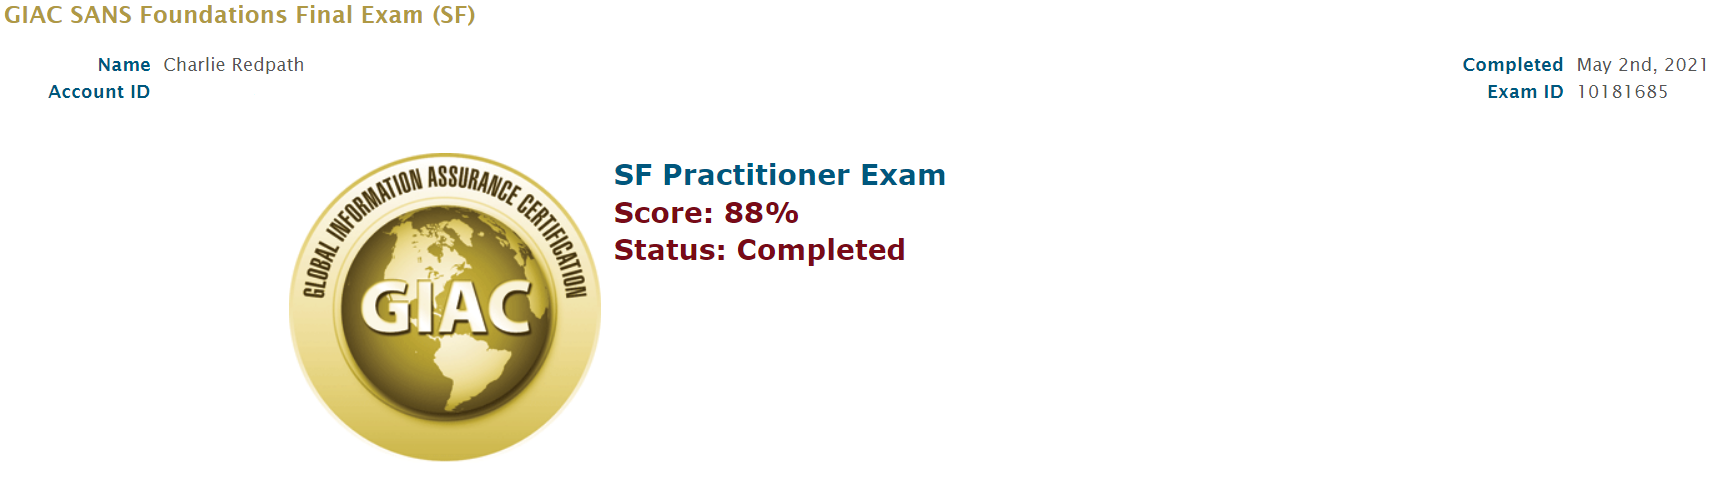 GIAC SANS Foundations Final Exam (SF)
Name Charlie Redpath
Completed May 2nd, 2021
Account ID
Exam ID 10181685
GLOBAL INFORMATION ASSURANCE CERTIFICATION
GIAC
SF Practitioner Exam
Score: 88%
Status: Completed